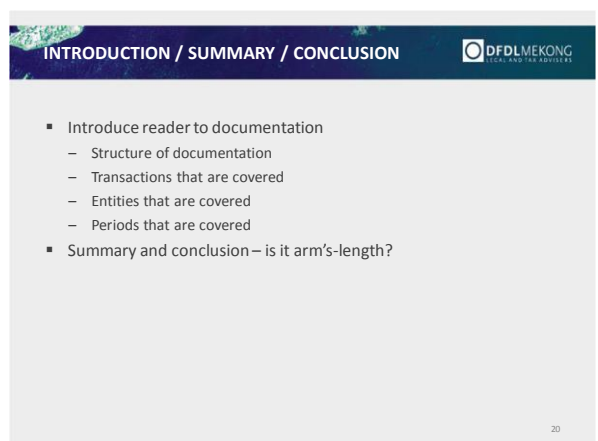 INTRODUCTION / SUMMARY / CONCLUSION
DFDLMEKONG
LEGAL AND TAX ADVISERS
▪ Introduce reader to documentation
– Structure of documentation
– Transactions that are covered
– Entities that are covered
– Periods that are covered
▪ Summary and conclusion – is it arm's-length?
20